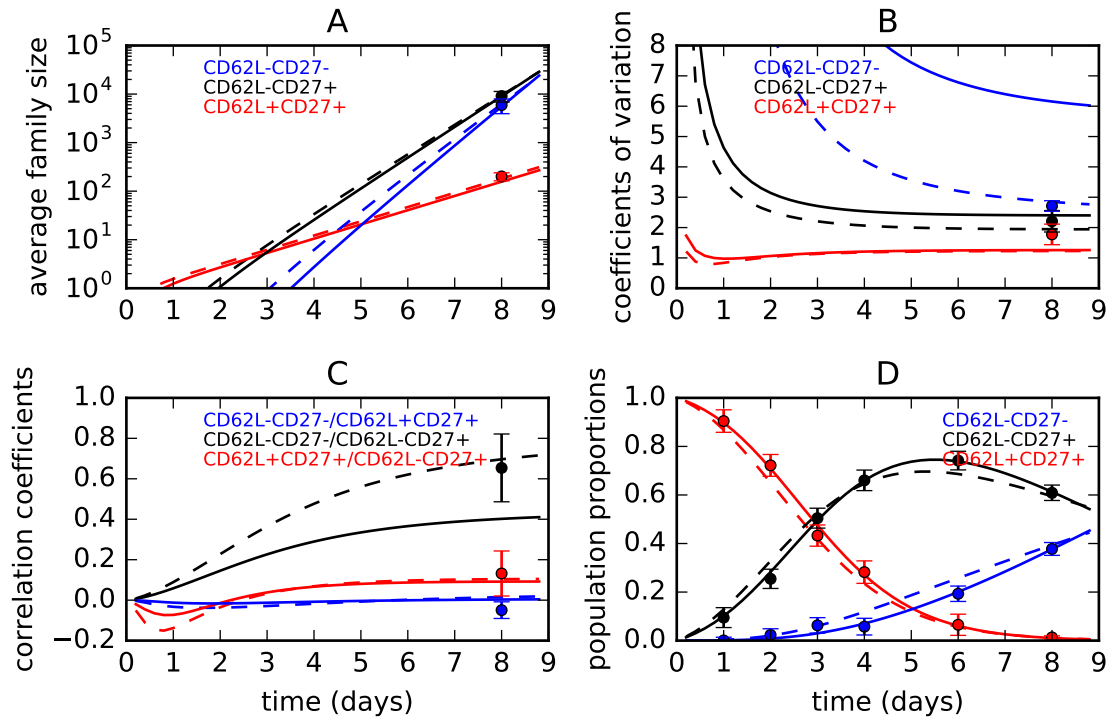 A
average family size
10^5
10^4
10^3
10^2
10^1
10^0
CD62L-CD27-
CD62L-CD27+
CD62L+CD27+
0 1 2 3 4 5 6 7 8 9
B
coefficients of variation
8
7
6
5
4
3
2
1
0
CD62L-CD27-
CD62L-CD27+
CD62L+CD27+
0 1 2 3 4 5 6 7 8 9
C
correlation coefficients
1.0
0.8
0.6
0.4
0.2
0.0
−0.2
CD62L-CD27-/CD62L+CD27+
CD62L-CD27-/CD62L-CD27+
CD62L+CD27+/CD62L-CD27+
0 1 2 3 4 5 6 7 8 9
time (days)
D
population proportions
1.0
0.8
0.6
0.4
0.2
0.0
CD62L-CD27-
CD62L-CD27+
CD62L+CD27+
0 1 2 3 4 5 6 7 8 9
time (days)